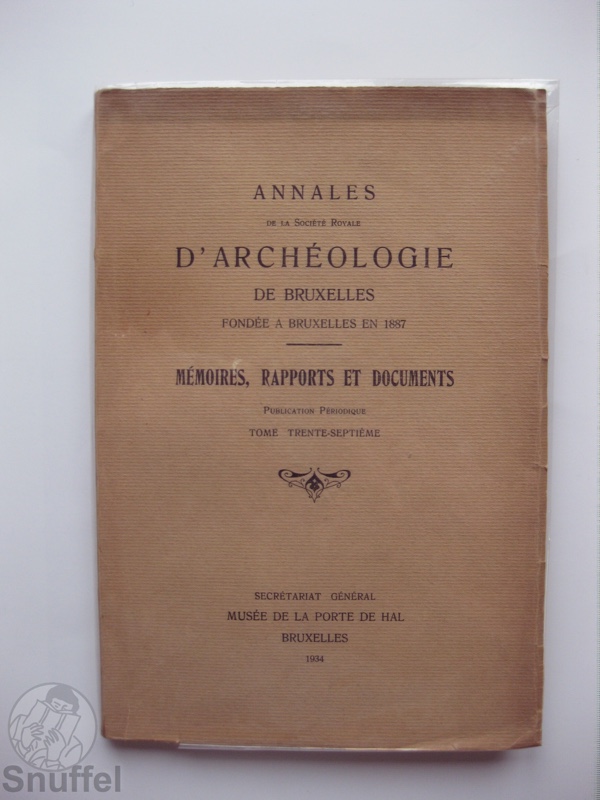 ANNALES
DE LA SOCIÉTÉ ROYALE
D'ARCHÉOLOGIE
DE BRUXELLES
FONDÉE A BRUXELLES EN 1887
MÉMOIRES, RAPPORTS ET DOCUMENTS
PUBLICATION PÉRIODIQUE
TOME TRENTE-SEPTIÉME
SECRÉTARIAT GÉNÉRAL
MUSÉE DE LA PORTE DE HAL
BRUXELLES
1934
Snuffel